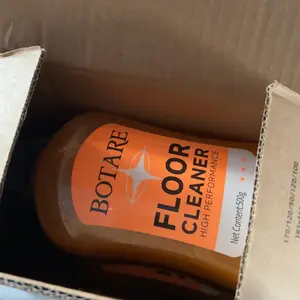 BOTARE
FLOOR
CLEANER
HIGH PERFORMANCE
Net.Content:500g